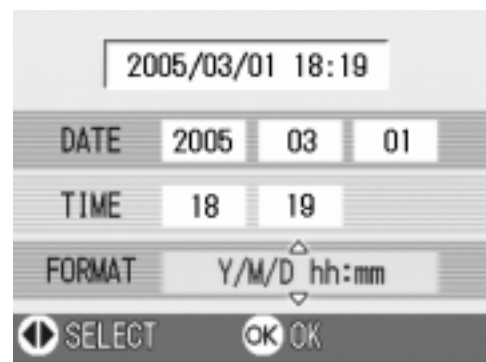 2005/03/01 18:19
DATE 2005 03 01
TIME 18 19
FORMAT Y/M/D hh:mm
SELECT OK OK